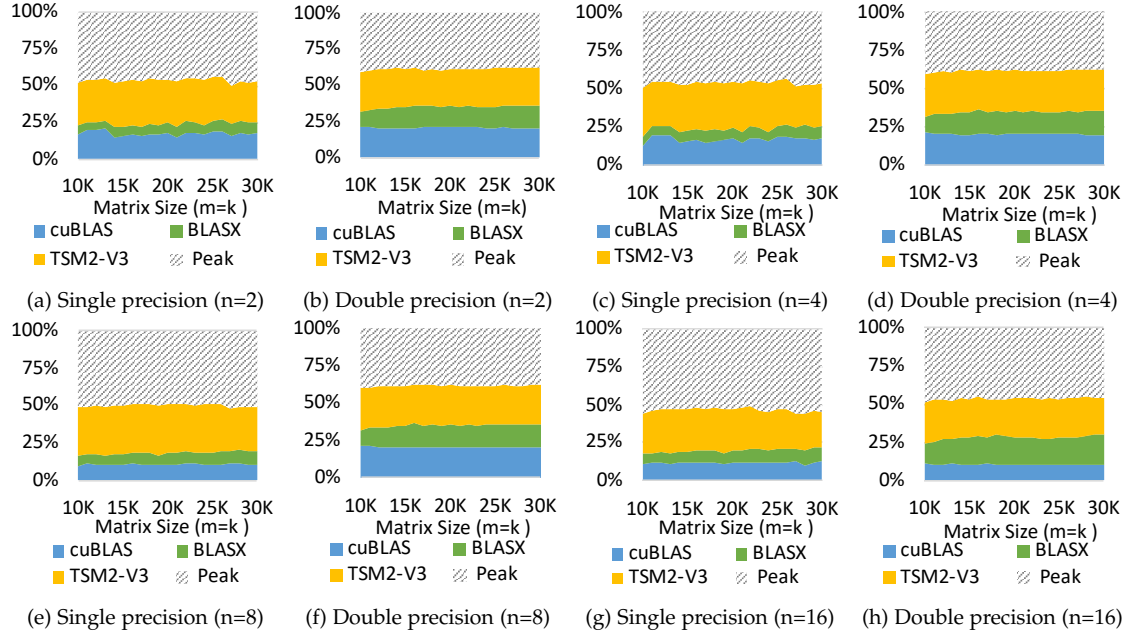 100%
75%
50%
25%
0%
10K 15K 20K 25K 30K
Matrix Size (m=k)
cuBLAS BLASX
TSM2-V3 Peak
(a) Single precision (n=2)
100%
75%
50%
25%
0%
10K 15K 20K 25K 30K
Matrix Size (m=k)
cuBLAS BLASX
TSM2-V3 Peak
(b) Double precision (n=2)
100%
75%
50%
25%
0%
10K 15K 20K 25K 30K
Matrix Size (m=k)
cuBLAS BLASX
TSM2-V3 Peak
(c) Single precision (n=4)
100%
75%
50%
25%
0%
10K 15K 20K 25K 30K
Matrix Size (m=k)
cuBLAS BLASX
TSM2-V3 Peak
(d) Double precision (n=4)
100%
75%
50%
25%
0%
10K 15K 20K 25K 30K
Matrix Size (m=k)
cuBLAS BLASX
TSM2-V3 Peak
(e) Single precision (n=8)
100%
75%
50%
25%
0%
10K 15K 20K 25K 30K
Matrix Size (m=k )
cuBLAS BLASX
TSM2-V3 Peak
(f) Double precision (n=8)
100%
75%
50%
25%
0%
10K 15K 20K 25K 30K
Matrix Size (m=k )
cuBLAS BLASX
TSM2-V3 Peak
(g) Single precision (n=16)
100%
75%
50%
25%
0%
10K 15K 20K 25K 30K
Matrix Size (m=k )
cuBLAS BLASX
TSM2-V3 Peak
(h) Double precision (n=16)